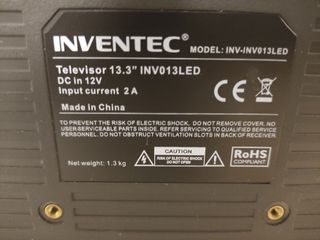 INVENTEC® MODEL: INV-INV013LED
Televisor 13.3" INV013LED
DC in 12V
Input current 2 A
Made in China
CE
TO PREVENT THE RISK OF ELECTRIC SHOCK. DO NOT REMOVE COVER. NO
USER-SERVICEABLE PARTS INSIDE. REFER SERVICING TO QUALIFIED SERVICE
PERSONNEL. DO NOT OBSTRUCT VENTILATION SLOTS IN BACK OF RECEIVER.
Net weight: 1.3 kg
CAUTION
RISK OF ELECTRIC SHOCK
DO NOT OPEN
RoHS
COMPLIANT